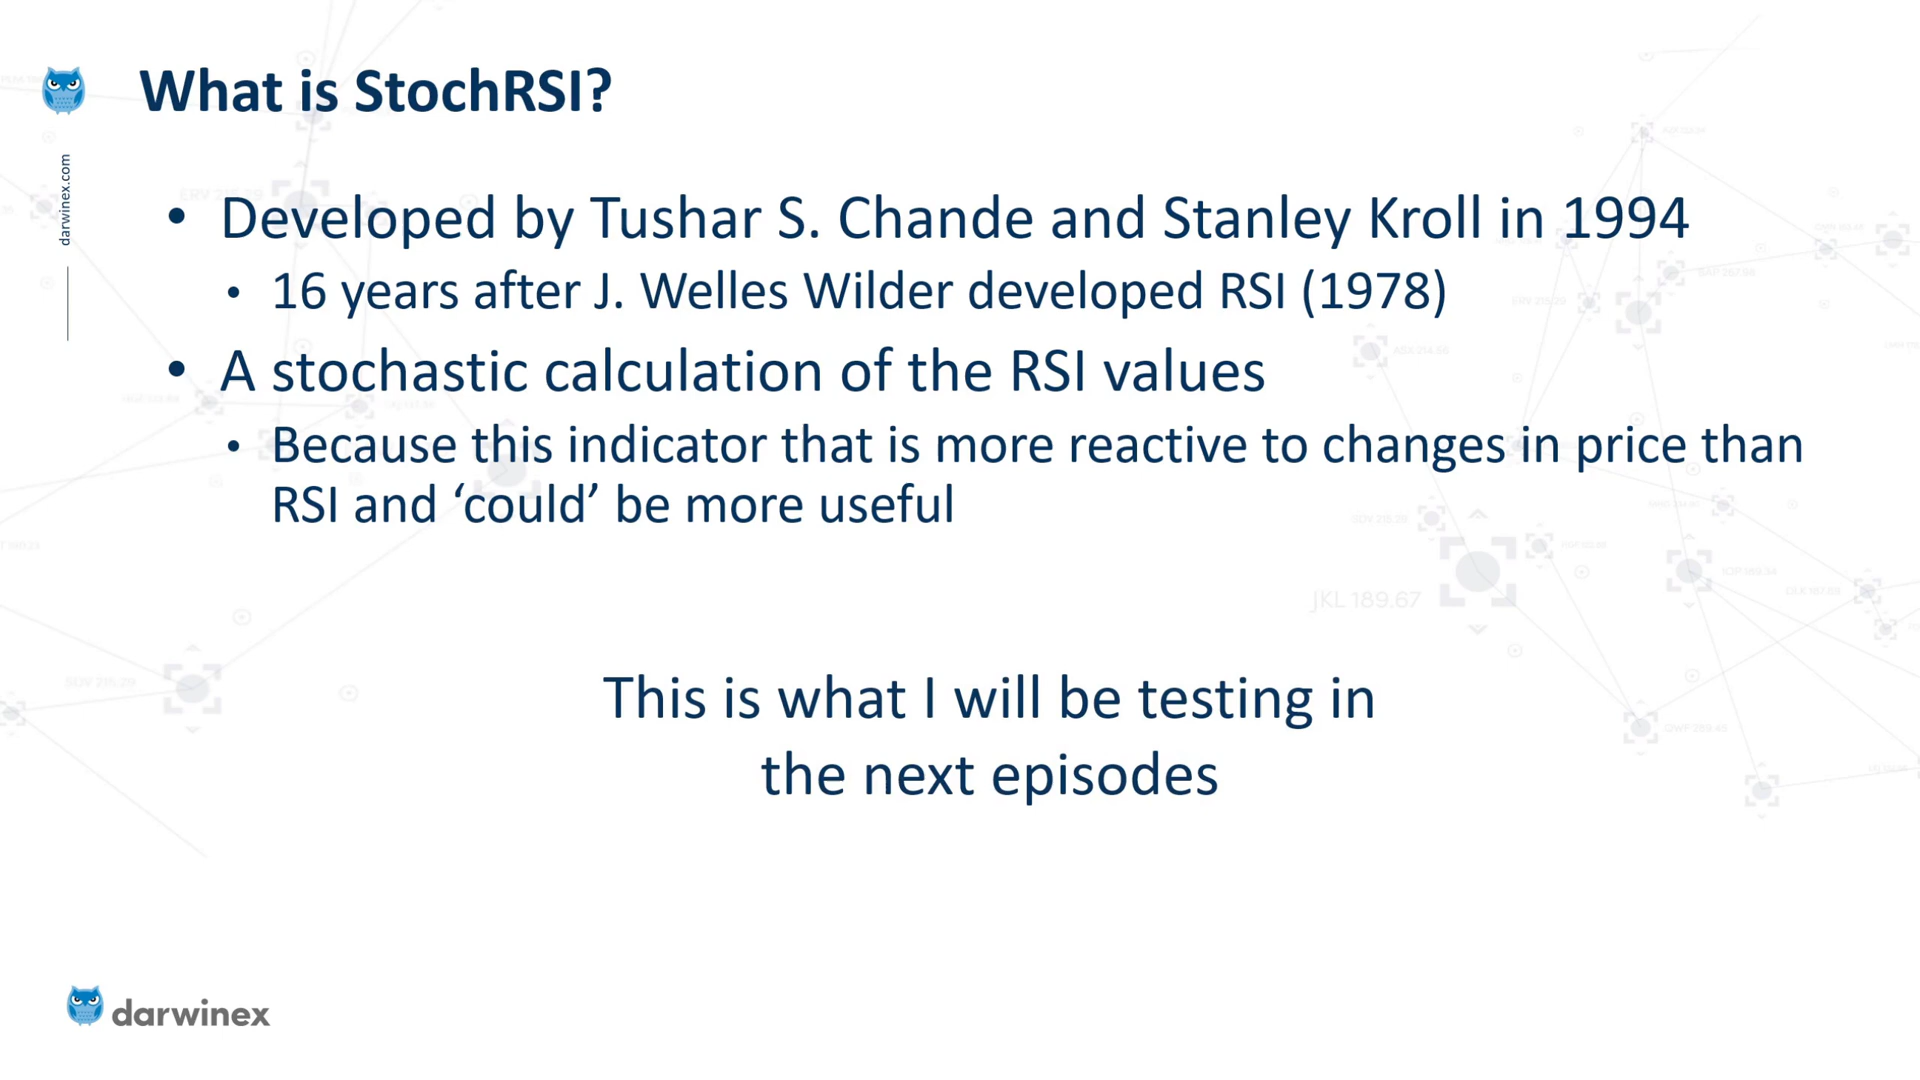 What is StochRSI?
darwinex.com
• Developed by Tushar S. Chande and Stanley Kroll in 1994
• 16 years after J. Welles Wilder developed RSI (1978)
• A stochastic calculation of the RSI values
• Because this indicator that is more reactive to changes in price than
RSI and ‘could’ be more useful
JKL 189.67
This is what I will be testing in
the next episodes
darwinex